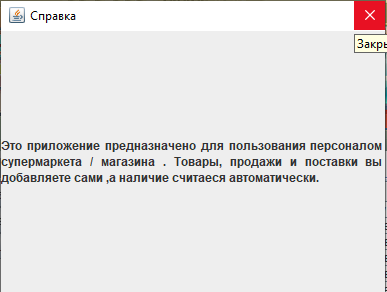 Справка
Закры
Это приложение предназначено для пользования персоналом
супермаркета / магазина . Товары, продажи и поставки вы
добавляете сами ,а наличие считаеся автоматически.